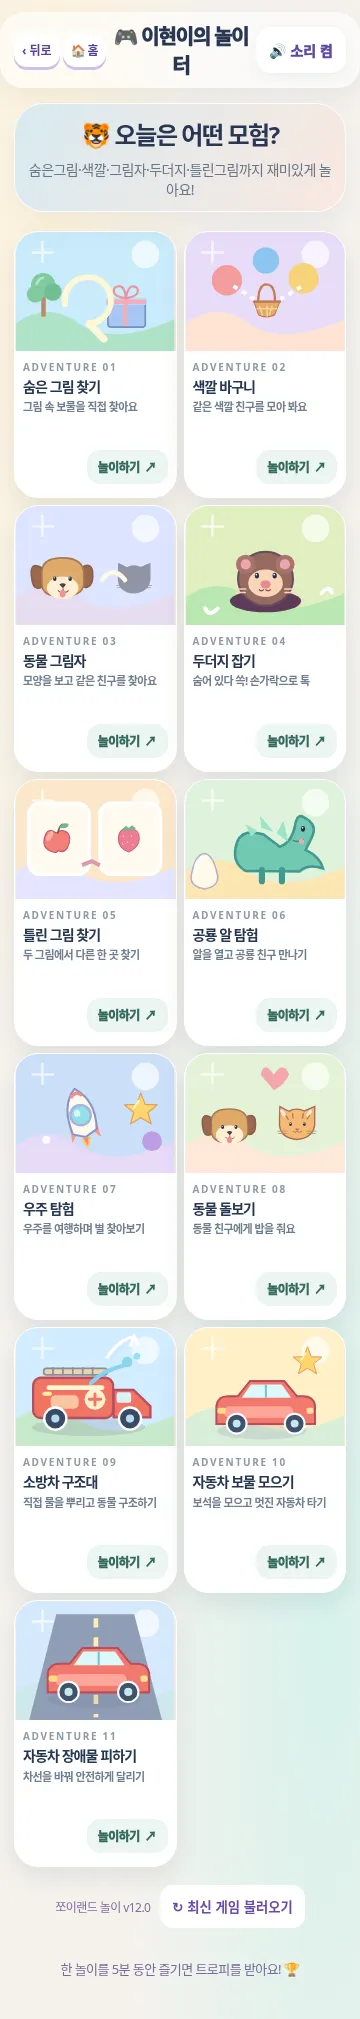 ‹ 뒤로
🏠 홈
🎮 이현이의 놀이
터
🔊 소리 켬
🐯 오늘은 어떤 모험?
숨은그림·색깔·그림자·두더지·틀린그림까지 재미있게 놀
아요!
ADVENTURE 01
숨은 그림 찾기
그림 속 보물을 직접 찾아요
놀이하기 ↗
ADVENTURE 02
색깔 바구니
같은 색깔 친구를 모아 봐요
놀이하기 ↗
ADVENTURE 03
동물 그림자
모양을 보고 같은 친구를 찾아요
놀이하기 ↗
ADVENTURE 04
두더지 잡기
숨어 있다 쏙! 손가락으로 톡
놀이하기 ↗
ADVENTURE 05
틀린 그림 찾기
두 그림에서 다른 한 곳 찾기
놀이하기 ↗
ADVENTURE 06
공룡 알 탐험
알을 열고 공룡 친구 만나기
놀이하기 ↗
ADVENTURE 07
우주 탐험
우주를 여행하며 별 찾아보기
놀이하기 ↗
ADVENTURE 08
동물 돌보기
동물 친구에게 밥을 줘요
놀이하기 ↗
ADVENTURE 09
소방차 구조대
직접 물을 뿌리고 동물 구조하기
놀이하기 ↗
ADVENTURE 10
자동차 보물 모으기
보석을 모으고 멋진 자동차 타기
놀이하기 ↗
ADVENTURE 11
자동차 장애물 피하기
차선을 바꿔 안전하게 달리기
놀이하기 ↗
쪼이랜드 놀이 v12.0
↻ 최신 게임 불러오기
한 놀이를 5분 동안 즐기면 트로피를 받아요! 🏆